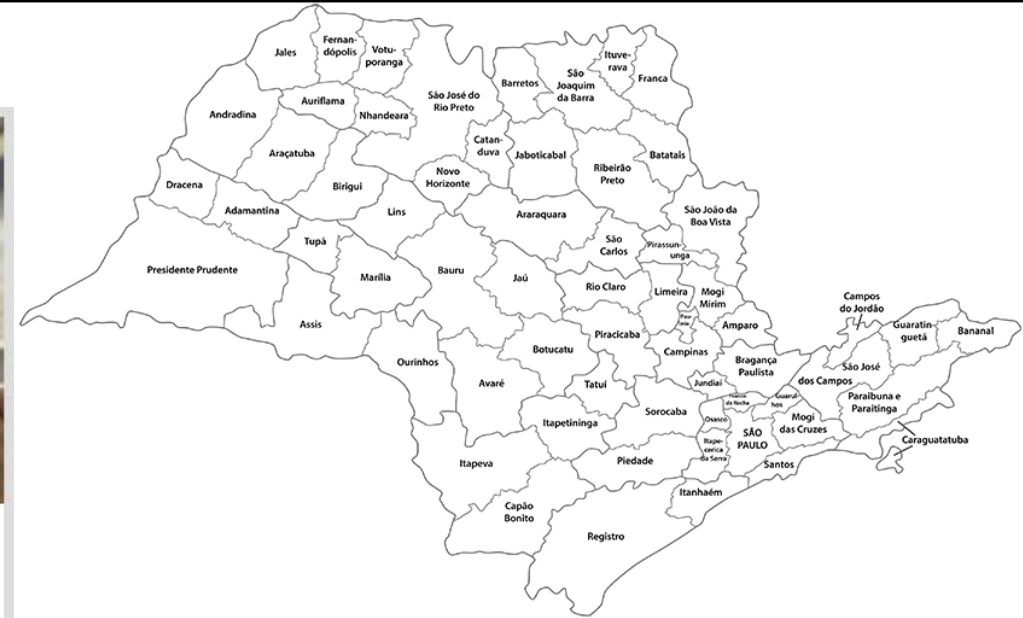 Fernan-
dópolis
Jales
Votu-
poranga
Ituve-
rava
Franca
São
Joaquim
da Barra
Barretos
São José do
Rio Preto
Auriflama
Nhandeara
Andradina
Catan-
duva
Jaboticabal
Batatais
Araçatuba
Ribeirão
Preto
Novo
Horizonte
Dracena
Birigui
Adamantina
Lins
Araraquara
São João da
Boa Vista
Tupã
São
Carlos
Pirassun-
unga
Presidente Prudente
Marília
Bauru
Jaú
Rio Claro
Limeira
Mogi
Mirim
Campos
do Jordão
Assis
Piracicaba
Amparo
Guaratin-
guetá
Bananal
Ourinhos
Botucatu
Campinas
Bragança
Paulista
São José
dos Campos
Avaré
Tatuí
Jundiaí
Paraibuna e
Paraitinga
Guarul-
hos
da Rocha
Sorocaba
Osasco
Mogi
das Cruzes
Itapetininga
SÃO
PAULO
Caraguatatuba
Itape-
cerica
da Serra
Itapeva
Piedade
Santos
Itanhaém
Capão
Bonito
Registro